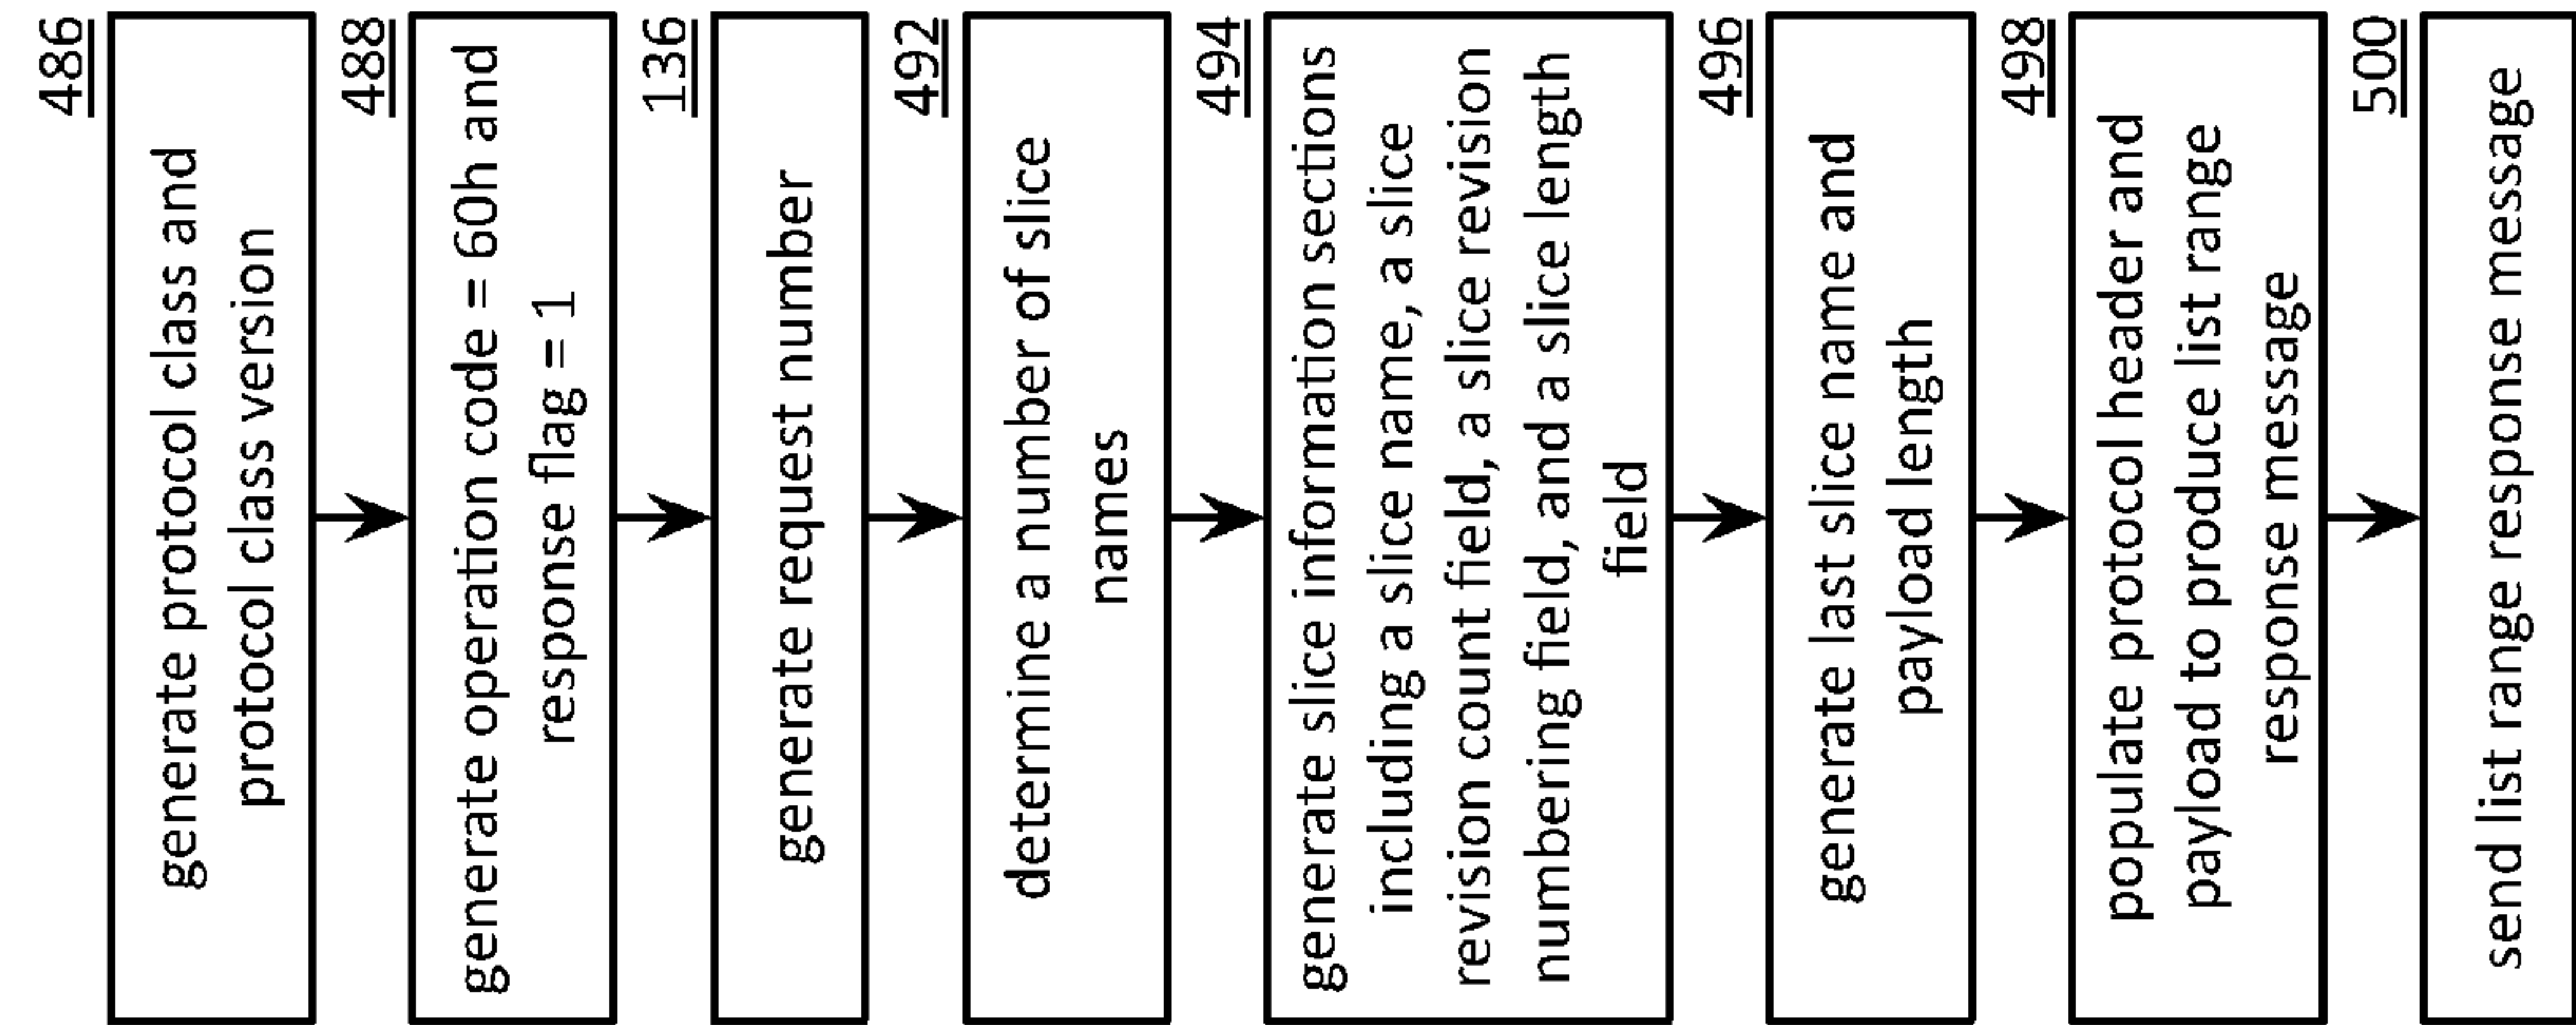 486
generate protocol class and
protocol class version
488
generate operation code = 60h and
response flag = 1
136
generate request number
492
determine a number of slice
names
494
generate slice information sections
including a slice name, a slice
revision count field, a slice revision
numbering field, and a slice length
field
496
generate last slice name and
payload length
498
populate protocol header and
payload to produce list range
response message
500
send list range response message